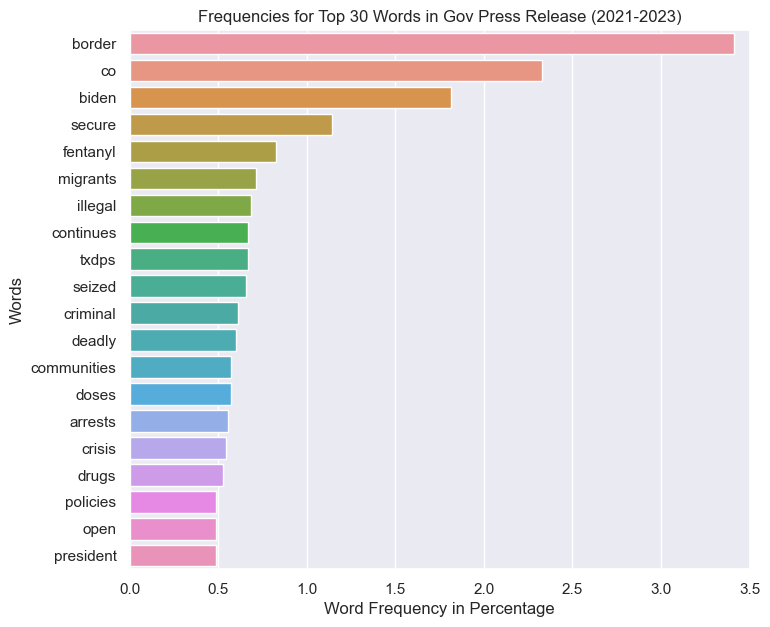 Frequencies for Top 30 Words in Gov Press Release (2021-2023)
border
co
biden
secure
fentanyl
migrants
illegal
continues
txdps
seized
criminal
deadly
communities
doses
arrests
crisis
drugs
policies
open
president
Words
0.0 0.5 1.0 1.5 2.0 2.5 3.0 3.5
Word Frequency in Percentage